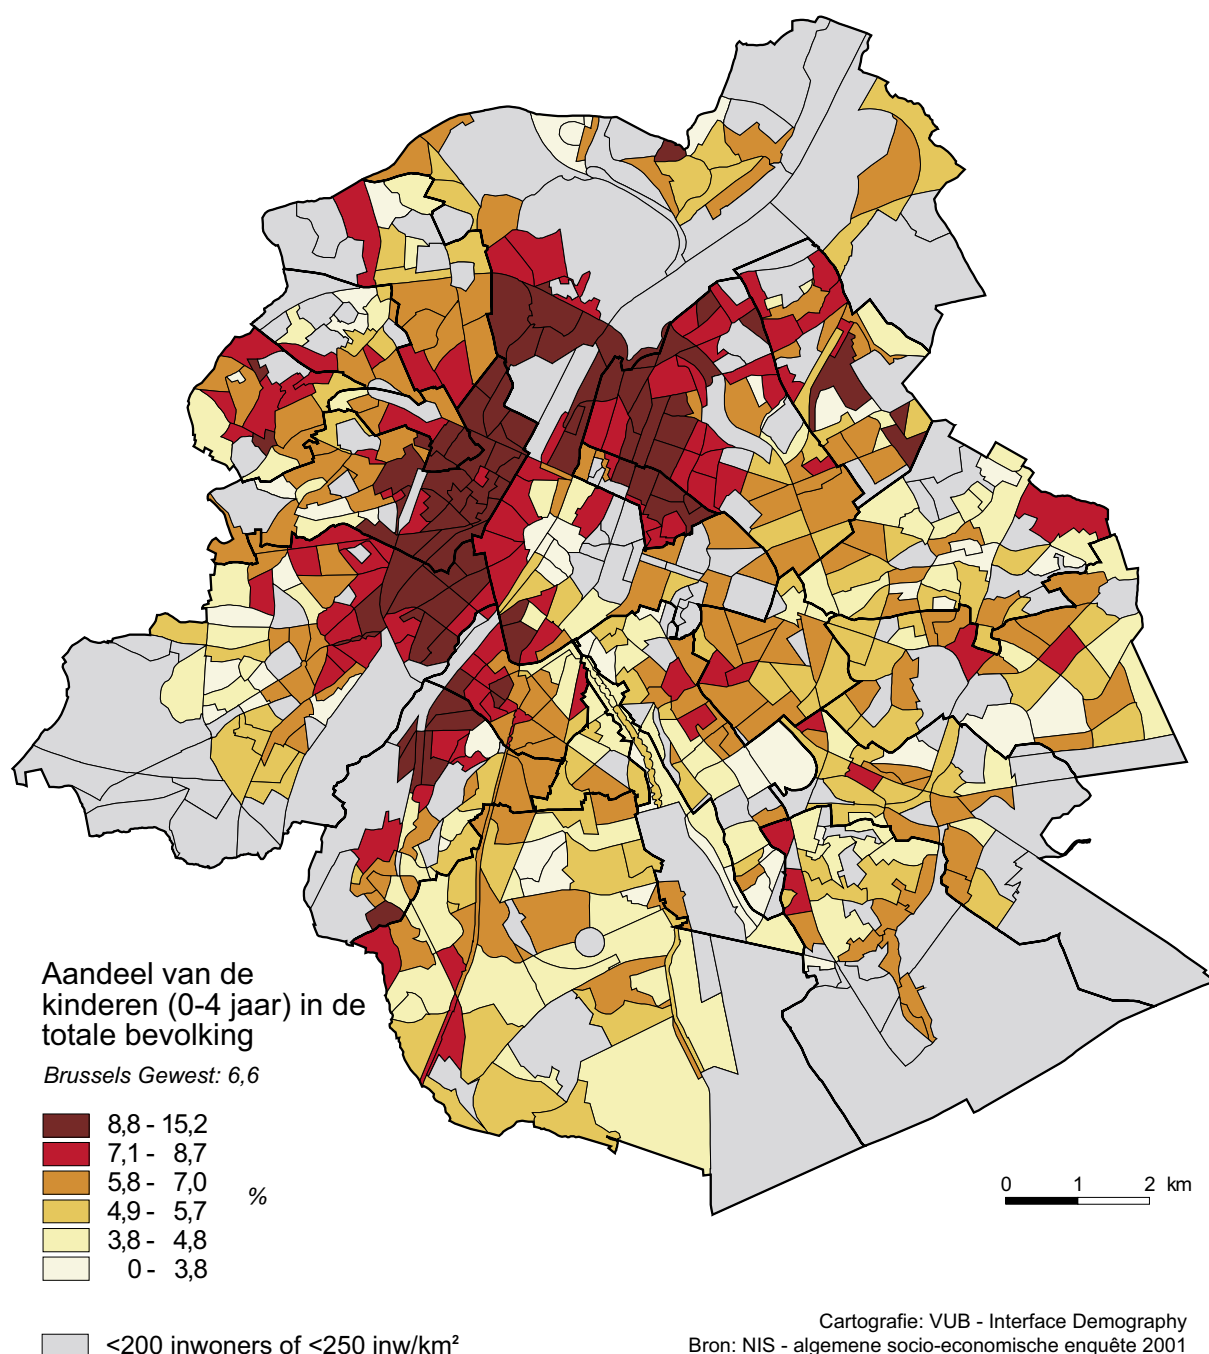 Aandeel van de
kinderen (0-4 jaar) in de
totale bevolking
Brussels Gewest: 6,6
8,8 - 15,2
7,1 - 8,7
5,8 - 7,0
4,9 - 5,7
3,8 - 4,8
0 - 3,8
%
<200 inwoners of <250 inw/km²
0 1 2 km
Cartografie: VUB - Interface Demography
Bron: NIS - algemene socio-economische enquête 2001